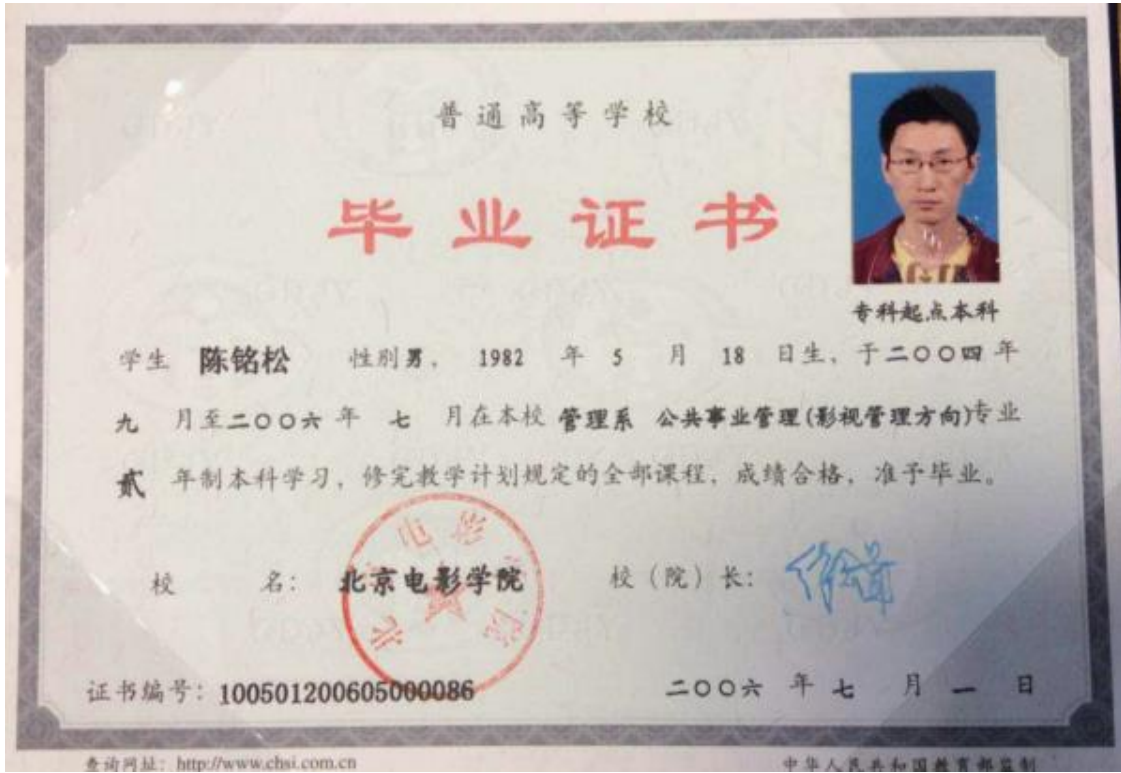 普通高等学校
毕业证书
专科起点本科
学生 陈铭松 性别男, 1982 年 5 月 18 日生, 于二〇〇四年
九 月至二〇〇六年 七 月在本校 管理系 公共事业管理(影视管理方向)专业
贰 年制本科学习, 修完教学计划规定的全部课程, 成绩合格, 准予毕业。
校 名: 北京电影学院 校(院)长:
北京电影学院
证书编号: 100501200605000086 二〇〇六 年 七 月 一 日
查询网址: http://www.chsi.com.cn 中华人民共和国教育部监制